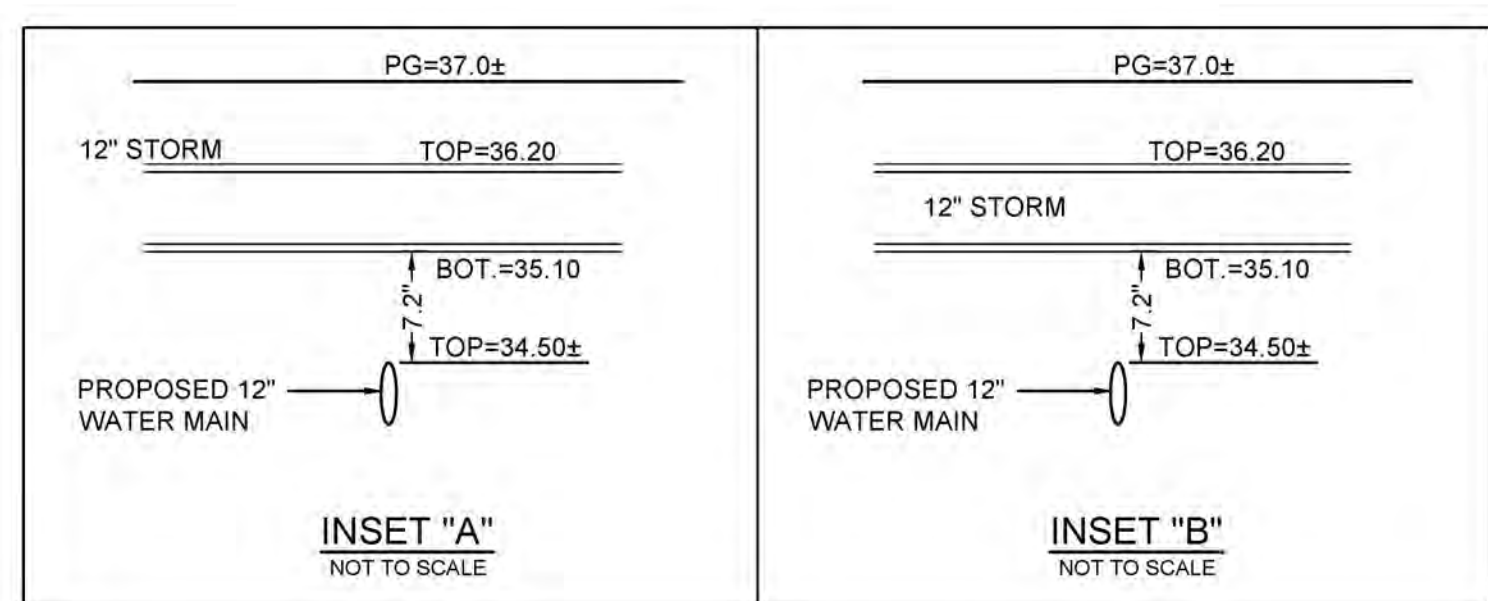 PG=37.0±
12" STORM
TOP=36.20
BOT.=35.10
7.2"
TOP=34.50±
PROPOSED 12"
WATER MAIN
INSET "A"
NOT TO SCALE
PG=37.0±
TOP=36.20
12" STORM
BOT.=35.10
7.2"
TOP=34.50±
PROPOSED 12"
WATER MAIN
INSET "B"
NOT TO SCALE